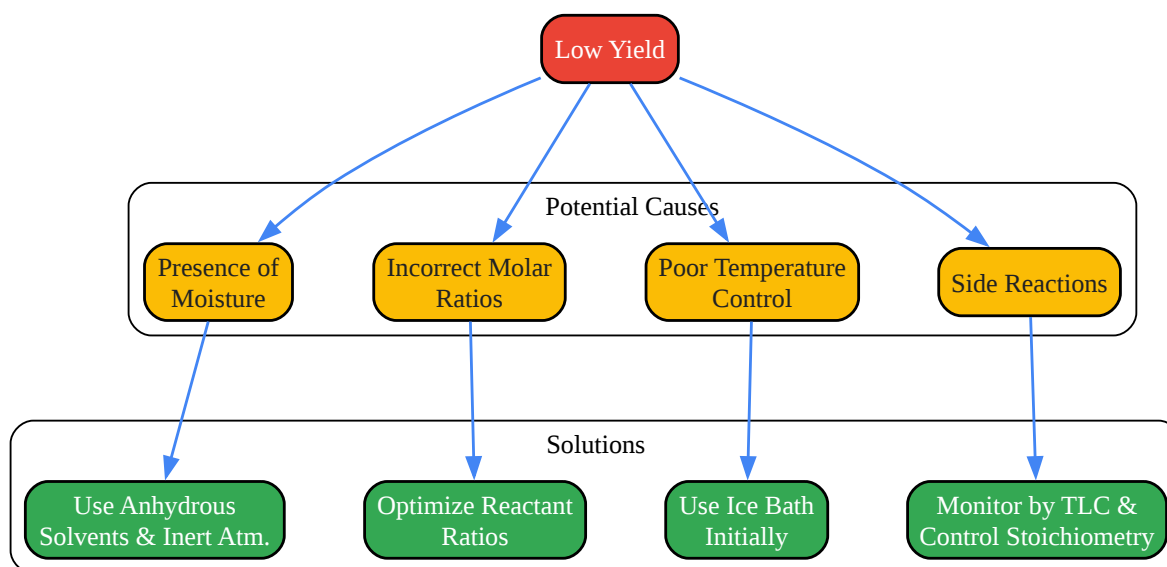 Low Yield
Potential Causes
Presence of
Moisture
Incorrect Molar
Ratios
Poor Temperature
Control
Side Reactions
Solutions
Use Anhydrous
Solvents & Inert Atm.
Optimize Reactant
Ratios
Use Ice Bath
Initially
Monitor by TLC &
Control Stoichiometry